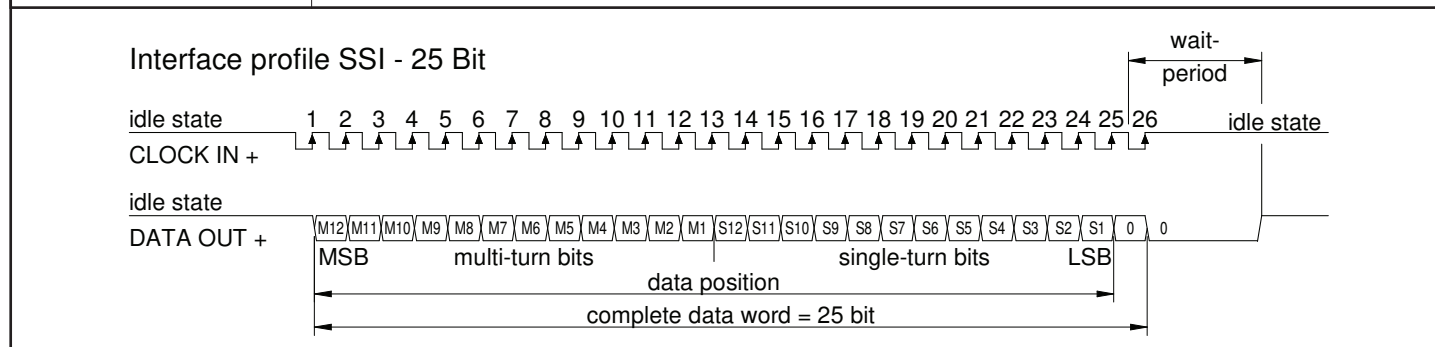 Interface profile SSI - 25 Bit
wait-
period
idle state
1 2 3 4 5 6 7 8 9 10 11 12 13 14 15 16 17 18 19 20 21 22 23 24 25 26
idle state
CLOCK IN +
idle state
DATA OUT +
M12 M11 M10 M9 M8 M7 M6 M5 M4 M3 M2 M1 S12 S11 S10 S9 S8 S7 S6 S5 S4 S3 S2 S1 0 0
MSB multi-turn bits single-turn bits LSB
data position
complete data word = 25 bit